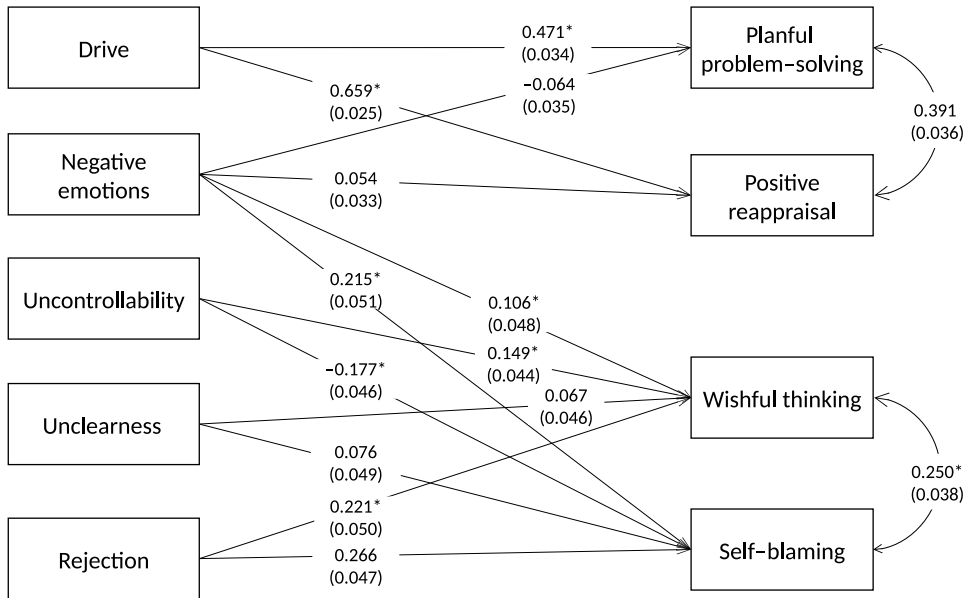 Drive
Negative
emotions
Uncontrollability
Unclearness
Rejection
0.471*
(0.034)
−0.064
(0.035)
0.659*
(0.025)
0.054
(0.033)
0.215*
(0.051)
0.106*
(0.048)
0.149*
(0.044)
−0.177*
(0.046)
0.067
(0.046)
0.076
(0.049)
0.221*
(0.050)
0.266
(0.047)
Planful
problem–solving
Positive
reappraisal
Wishful thinking
Self–blaming
0.391
(0.036)
0.250*
(0.038)